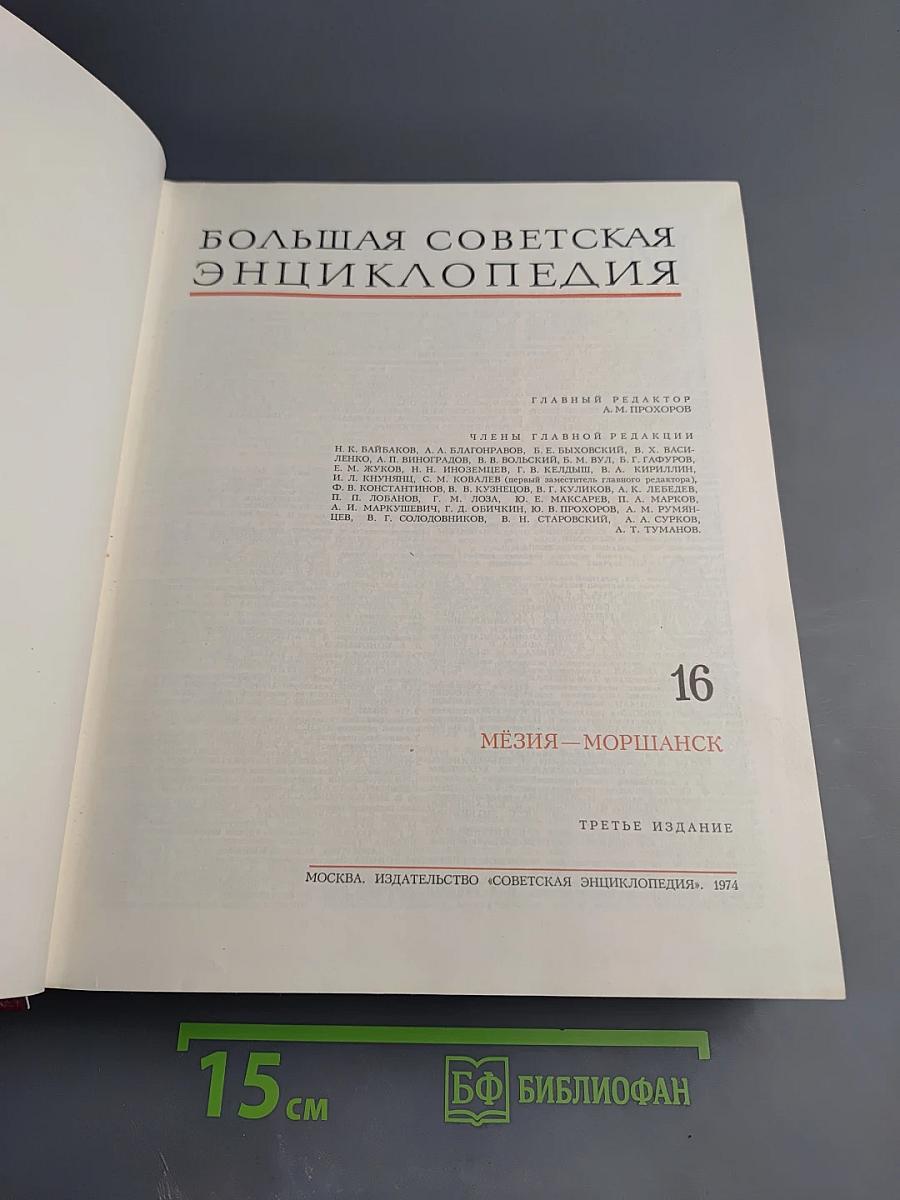 БОЛЬШАЯ СОВЕТСКАЯ
ЭНЦИКЛОПЕДИЯ
ГЛАВНЫЙ РЕДАКТОР
А. М. ПРОХОРОВ
ЧЛЕНЫ ГЛАВНОЙ РЕДАКЦИИ
Н. К. БАЙБАКОВ, А. А. БЛАГОНРАВОВ, Б. Е. БЫХОВСКИЙ, В. Х. ВАСИ-
ЛЕНКО, А. П. ВИНОГРАДОВ, В. В. ВОЛЬСКИЙ, Б. М. ВУЛ, Б. Г. ГАФУРОВ,
Е. М. ЖУКОВ, Н. Н. ИНОЗЕМЦЕВ, Г. В. КЕЛДЫШ, В. А. КИРИЛЛИН,
И. Л. КНУНЯНЦ, С. М. КОВАЛЕВ (первый заместитель главного редактора),
Ф. В. КОНСТАНТИНОВ, В. В. КУЗНЕЦОВ, В. Г. КУЛИКОВ, А. К. ЛЕБЕДЕВ,
П. П. ЛОБАНОВ, Г. М. ЛОЗА, Ю. Е. МАКСАРЕВ, П. А. МАРКОВ,
А. И. МАРКУШЕВИЧ, Г. Д. ОБИЧКИН, Ю. В. ПРОХОРОВ, А. М. РУМЯН-
ЦЕВ, В. Г. СОЛОДОВНИКОВ, В. Н. СТАРОВСКИЙ, А. А. СУРКОВ,
А. Т. ТУМАНОВ.
16
МЁЗИЯ — МОРШАНСК
ТРЕТЬЕ ИЗДАНИЕ
МОСКВА. ИЗДАТЕЛЬСТВО «СОВЕТСКАЯ ЭНЦИКЛОПЕДИЯ». 1974
15 см
БФ БИБЛИОФАН